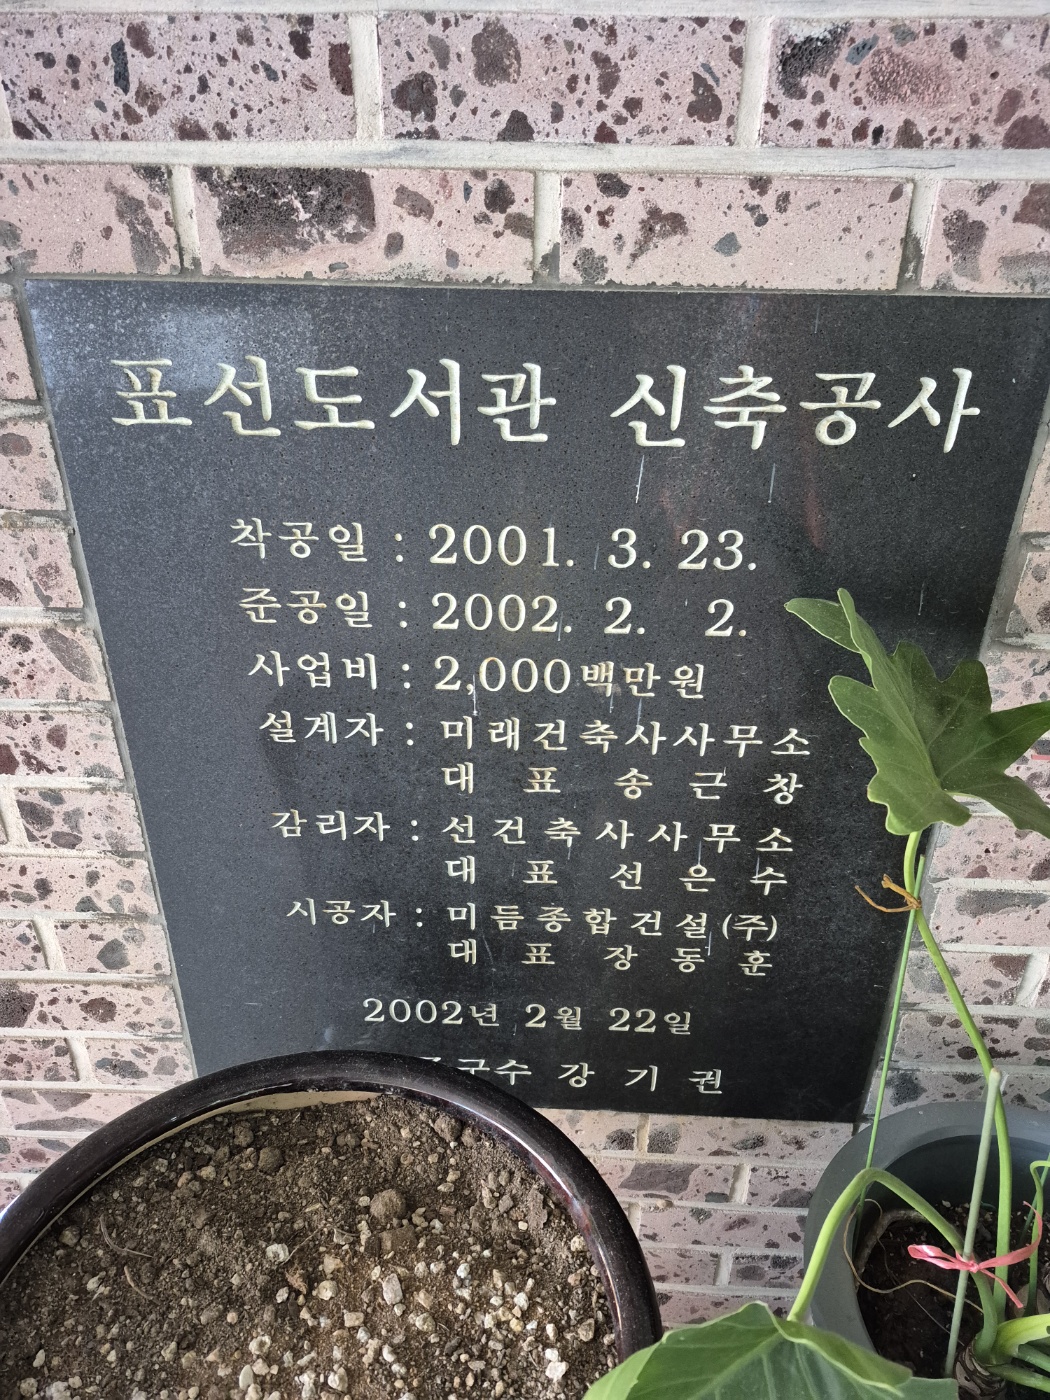 표선도서관 신축공사
착공일 : 2001. 3. 23.
준공일 : 2002. 2. 2.
사업비 : 2,000백만원
설계자 : 미래건축사사무소
대 표 송 근 창
감리자 : 선건축사사무소
대 표 선 은 수
시공자 : 미듬종합건설(주)
대 표 장 동 훈
2002년 2월 22일
강 기 권